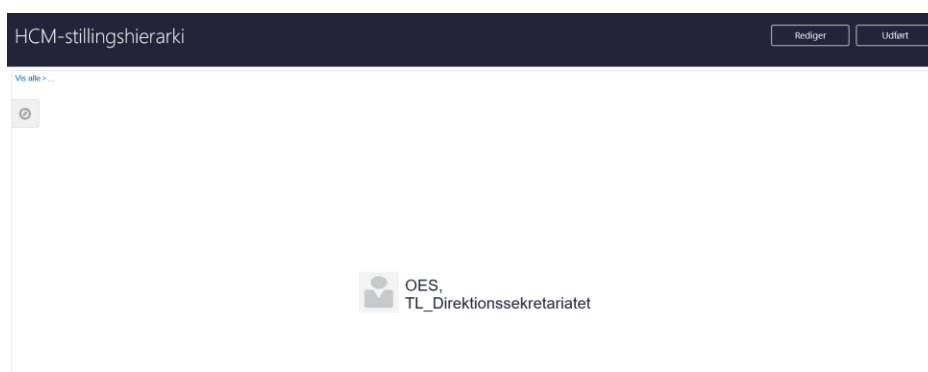 HCM-stillingshierarki
Rediger
Udført
Vis alle > ...
OES,
TL_Direktionssekretariatet